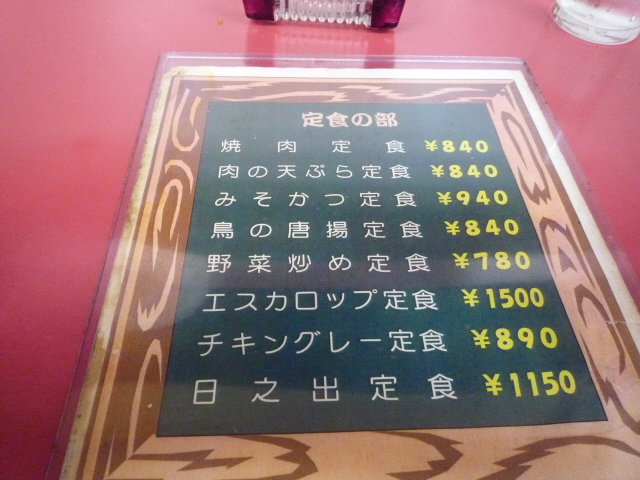 定食の部
焼肉定食 ¥840
肉の天ぷら定食 ¥840
みそかつ定食 ¥940
鳥の唐揚定食 ¥840
野菜炒め定食 ¥780
エスカロップ定食 ¥1500
チキングレー定食 ¥890
日之出定食 ¥1150